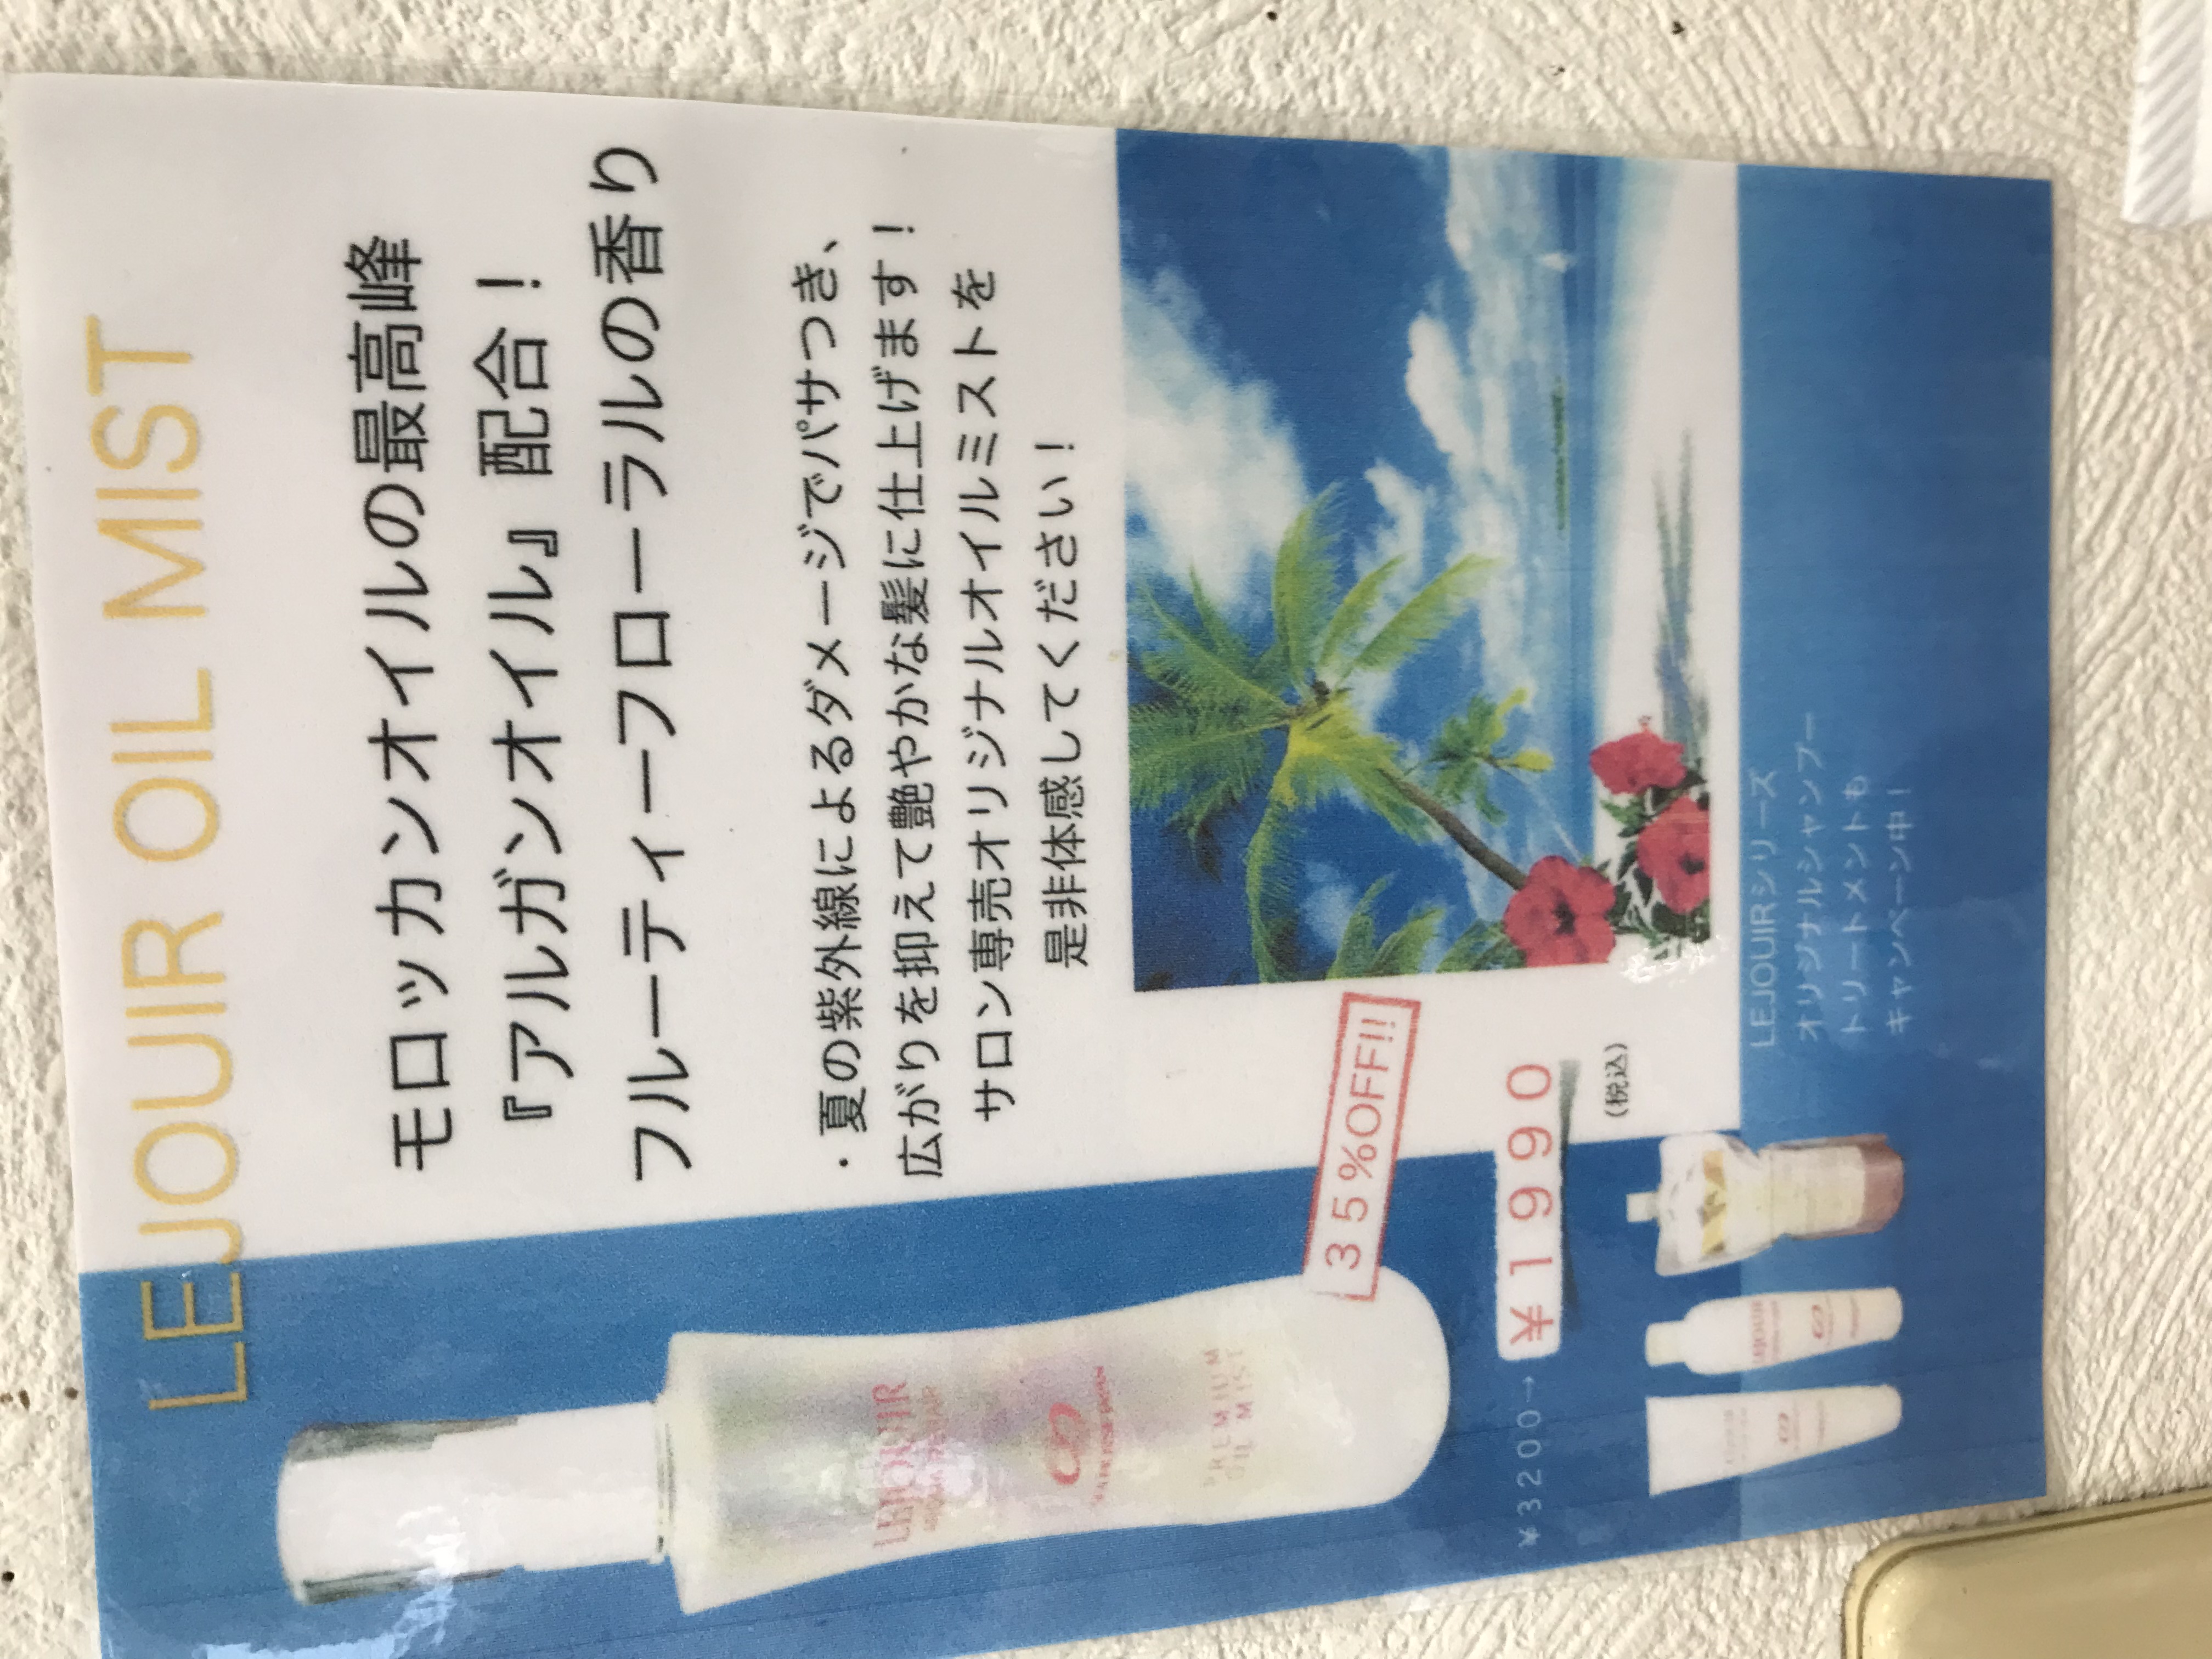 LEJOUIR OIL MIST
モロッカンオイルの最高峰
『アルガンオイル』配合！
フルーティーフローラルの香り
・夏の紫外線によるダメージでパサつき、
広がりを抑えて艶やかな髪に仕上げます！
サロン専売オリジナルオイルミストを
是非体感してください！
LEJOUIR
PREMIUM
OIL MIST
３５％OFF!!
￥３２００→
￥１９９０
（税込）
LEJOUIRシリーズ
オリジナルシャンプー
トリートメントも
キャンペーン中！